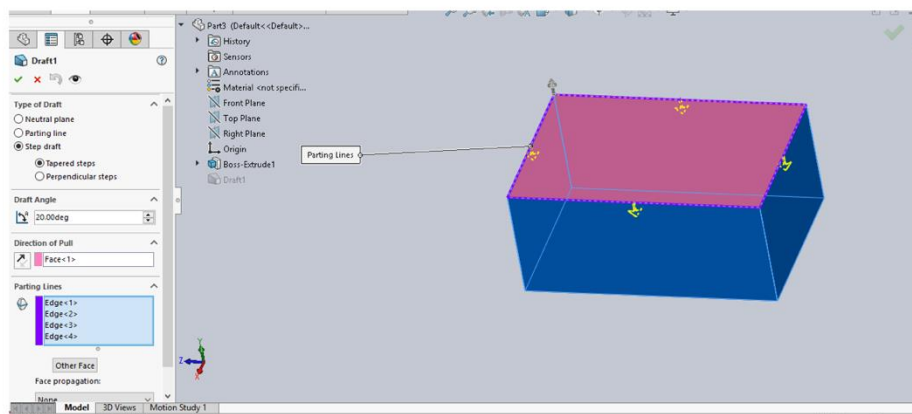 Draft1
Type of Draft
Neutral plane
Parting line
Step draft
Tapered steps
Perpendicular steps
Draft Angle
20.00deg
Direction of Pull
Face<1>
Parting Lines
Edge<1>
Edge<2>
Edge<3>
Edge<4>
Other Face
Face propagation:
None
Part3 (Default<<Default>...
History
Sensors
Annotations
Material <not specifi...
Front Plane
Top Plane
Right Plane
Origin
Boss-Extrude1
Draft1
Parting Lines
Y
Z
X
Model 3D Views Motion Study 1